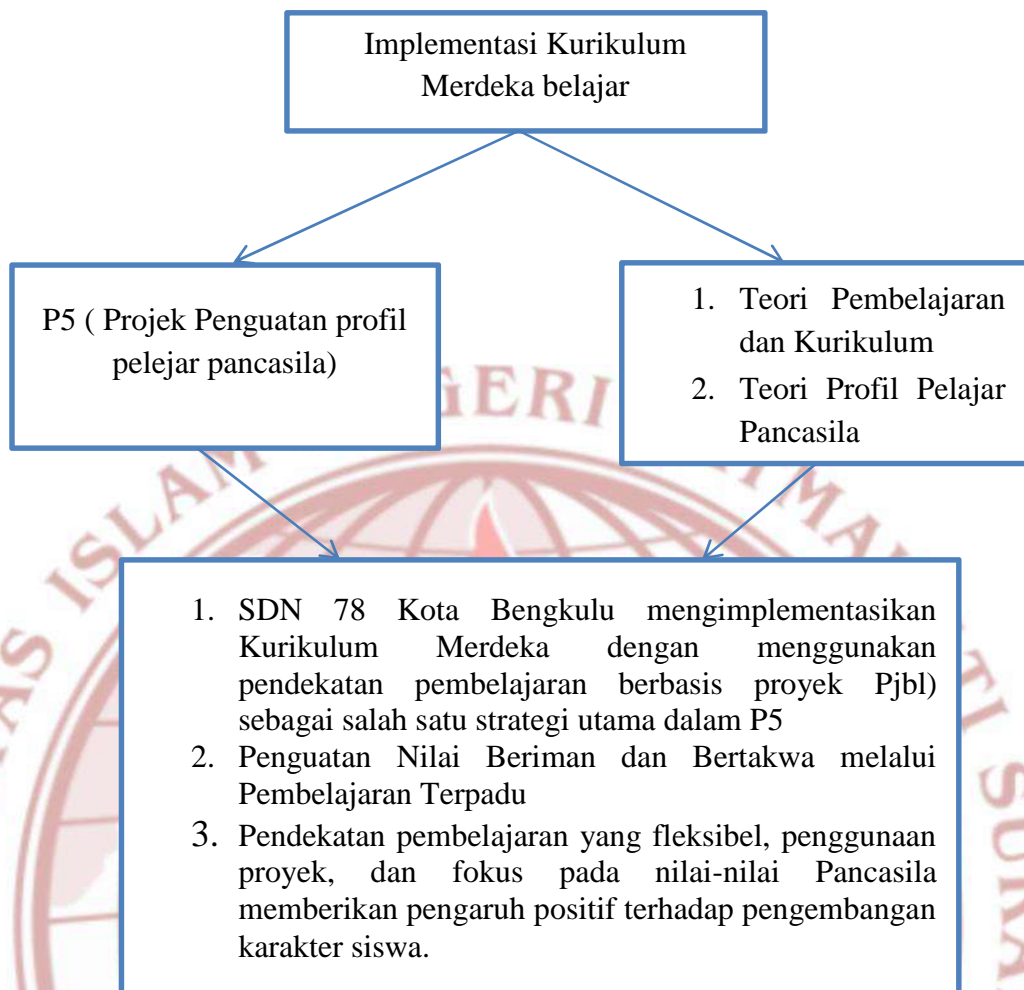 Implementasi Kurikulum
Merdeka belajar
P5 ( Projek Penguatan profil
pelejar pancasila)
1. Teori Pembelajaran
dan Kurikulum
2. Teori Profil Pelajar
Pancasila
GERI
ISLAM
1. SDN 78 Kota Bengkulu mengimplementasikan
Kurikulum Merdeka dengan menggunakan
pendekatan pembelajaran berbasis proyek Pjbl)
sebagai salah satu strategi utama dalam P5
2. Penguatan Nilai Beriman dan Bertakwa melalui
Pembelajaran Terpadu
3. Pendekatan pembelajaran yang fleksibel, penggunaan
proyek, dan fokus pada nilai-nilai Pancasila
memberikan pengaruh positif terhadap pengembangan
karakter siswa.